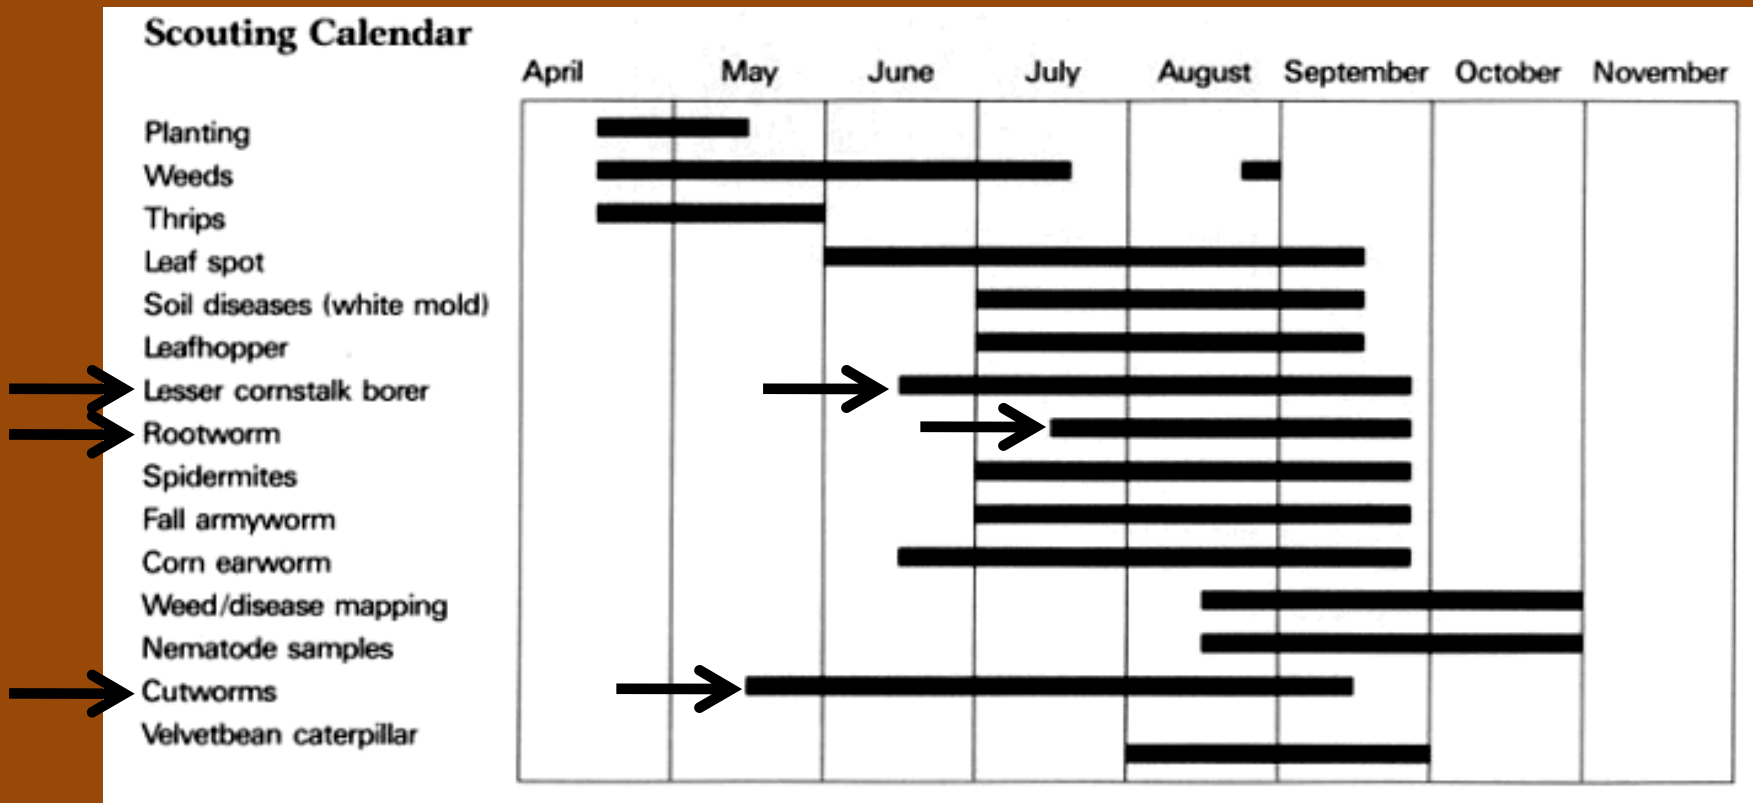 Scouting Calendar
April May June July August September October November
Planting
Weeds
Thrips
Leaf spot
Soil diseases (white mold)
Leafhopper
Lesser cornstalk borer
Rootworm
Spidermites
Fall armyworm
Corn earworm
Weed/disease mapping
Nematode samples
Cutworms
Velvetbean caterpillar